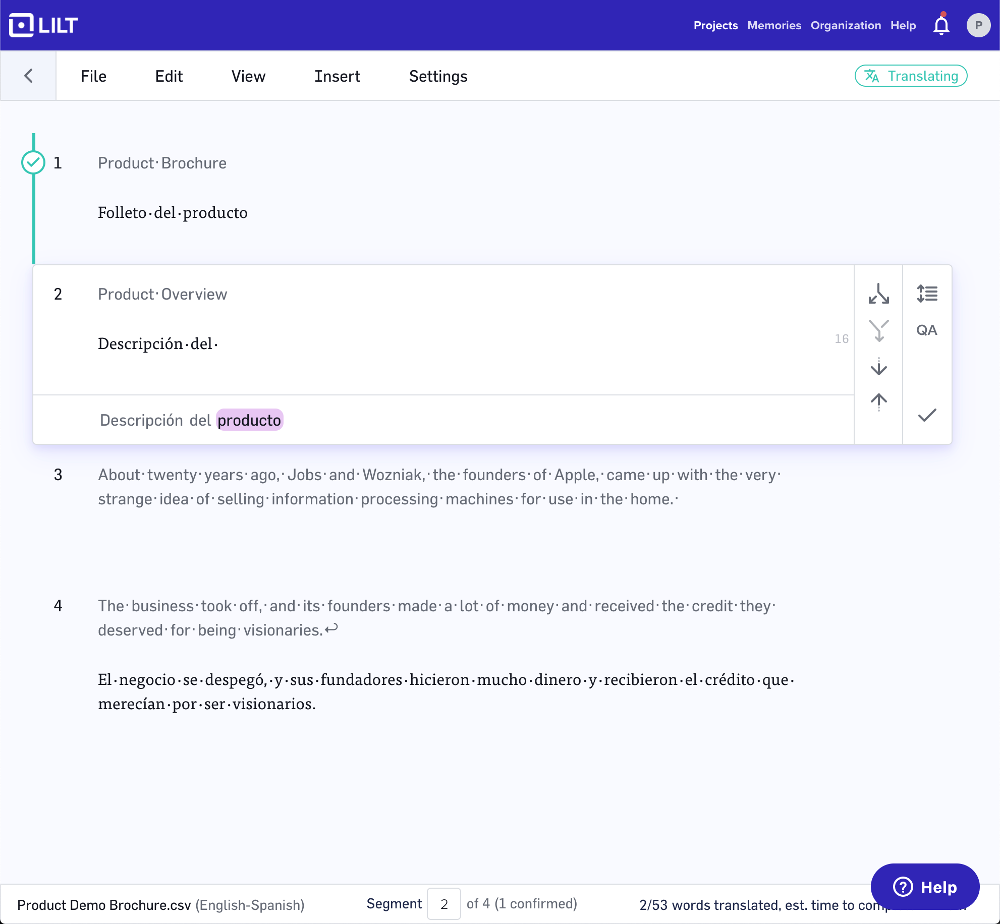 LILT
Projects Memories Organization Help P
File Edit View Insert Settings Translating
1 Product·Brochure
Folleto·del·producto
2 Product·Overview
Descripción·del·
16
QA
Descripción del producto
3 About·twenty·years·ago,·Jobs·and·Wozniak,·the·founders·of·Apple,·came·up·with·the·very·
strange·idea·of·selling·information·processing·machines·for·use·in·the·home.·
4 The·business·took·off,·and·its·founders·made·a·lot·of·money·and·received·the·credit·they·
deserved·for·being·visionaries.↩
El·negocio·se·despegó,·y·sus·fundadores·hicieron·mucho·dinero·y·recibieron·el·crédito·que·
merecían·por·ser·visionarios.
Help
Product Demo Brochure.csv (English-Spanish) Segment 2 of 4 (1 confirmed) 2/53 words translated, est. time to